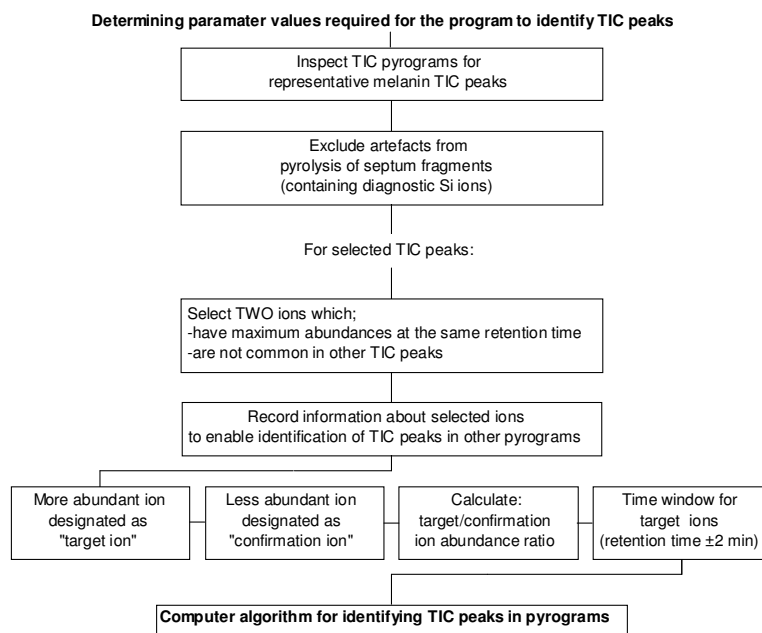 Determining paramater values required for the program to identify TIC peaks
Inspect TIC pyrograms for
representative melanin TIC peaks
Exclude artefacts from
pyrolysis of septum fragments
(containing diagnostic Si ions)
For selected TIC peaks:
Select TWO ions which;
-have maximum abundances at the same retention time
-are not common in other TIC peaks
Record information about selected ions
to enable identification of TIC peaks in other pyrograms
More abundant ion
designated as
"target ion"
Less abundant ion
designated as
"confirmation ion"
Calculate:
target/confirmation
ion abundance ratio
Time window for
target ions
(retention time ±2 min)
Computer algorithm for identifying TIC peaks in pyrograms